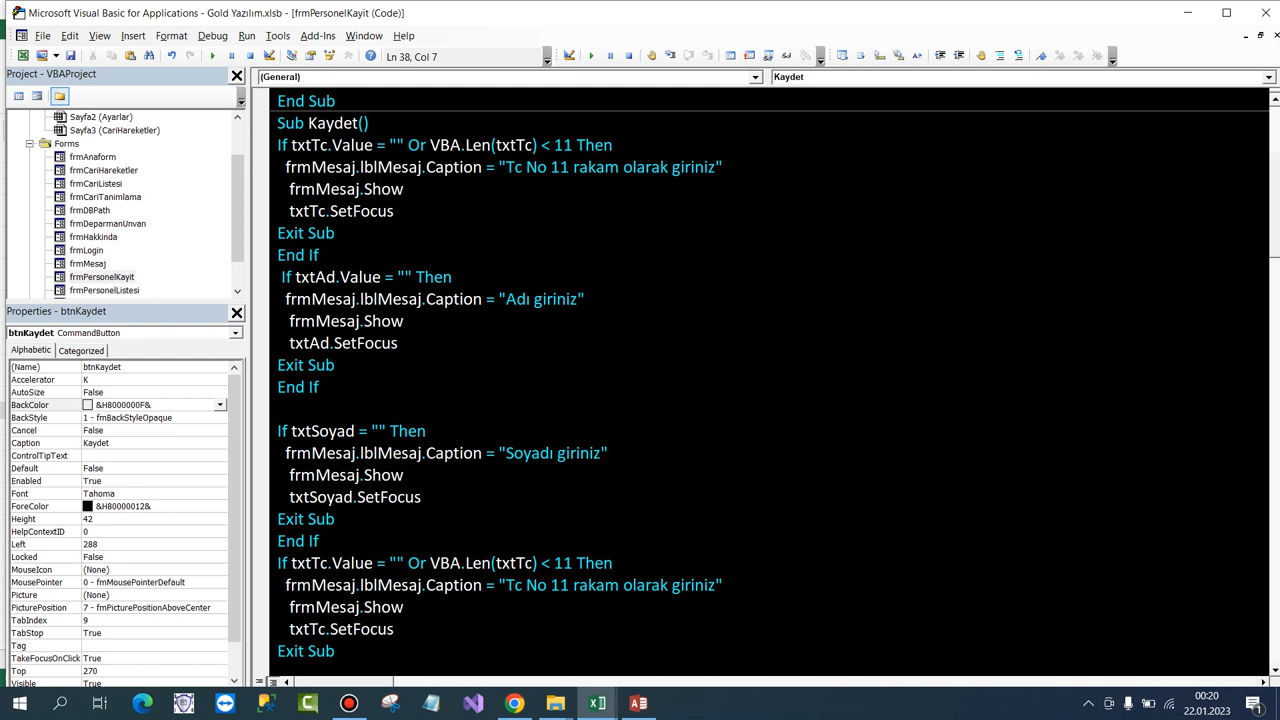 Microsoft Visual Basic for Applications - Gold Yazılım.xlsb - [frmPersonelKayit (Code)]
File Edit View Insert Format Debug Run Tools Add-Ins Window Help
Ln 38, Col 7
Project - VBAProject
Sayfa2 (Ayarlar)
Sayfa3 (CariHareketler)
Forms
frmAnaform
frmCariHareketler
frmCariListesi
frmCariTanimlama
frmDBPath
frmDeparmanUnvan
frmHakkinda
frmLogin
frmMesaj
frmPersonelKayit
frmPersonelListesi
Properties - btnKaydet
btnKaydet CommandButton
Alphabetic Categorized
(Name) btnKaydet
Accelerator K
AutoSize False
BackColor &H8000000F&
BackStyle 1 - fmBackStyleOpaque
Cancel False
Caption Kaydet
ControlTipText
Default False
Enabled True
Font Tahoma
ForeColor &H80000012&
Height 42
HelpContextID 0
Left 288
Locked False
MouseIcon (None)
MousePointer 0 - fmMousePointerDefault
Picture (None)
PicturePosition 7 - fmPicturePositionAboveCenter
TabIndex 9
TabStop True
Tag
TakeFocusOnClick True
Top 270
Visible True
(General) Kaydet
End Sub
Sub Kaydet()
If txtTc.Value = "" Or VBA.Len(txtTc) < 11 Then
frmMesaj.lblMesaj.Caption = "Tc No 11 rakam olarak giriniz"
frmMesaj.Show
txtTc.SetFocus
Exit Sub
End If
If txtAd.Value = "" Then
frmMesaj.lblMesaj.Caption = "Adı giriniz"
frmMesaj.Show
txtAd.SetFocus
Exit Sub
End If
If txtSoyad = "" Then
frmMesaj.lblMesaj.Caption = "Soyadı giriniz"
frmMesaj.Show
txtSoyad.SetFocus
Exit Sub
End If
If txtTc.Value = "" Or VBA.Len(txtTc) < 11 Then
frmMesaj.lblMesaj.Caption = "Tc No 11 rakam olarak giriniz"
frmMesaj.Show
txtTc.SetFocus
Exit Sub
00:20
22.01.2023